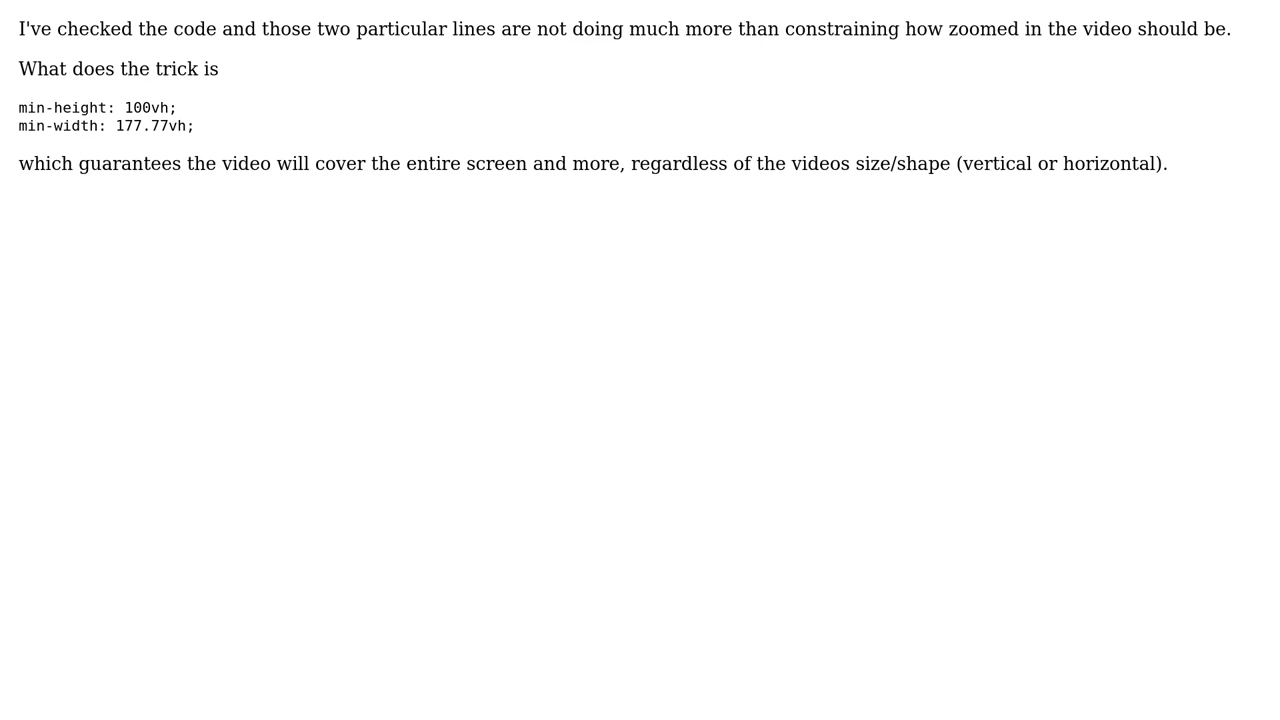 I've checked the code and those two particular lines are not doing much more than constraining how zoomed in the video should be.
What does the trick is
min-height: 100vh;
min-width: 177.77vh;
which guarantees the video will cover the entire screen and more, regardless of the videos size/shape (vertical or horizontal).